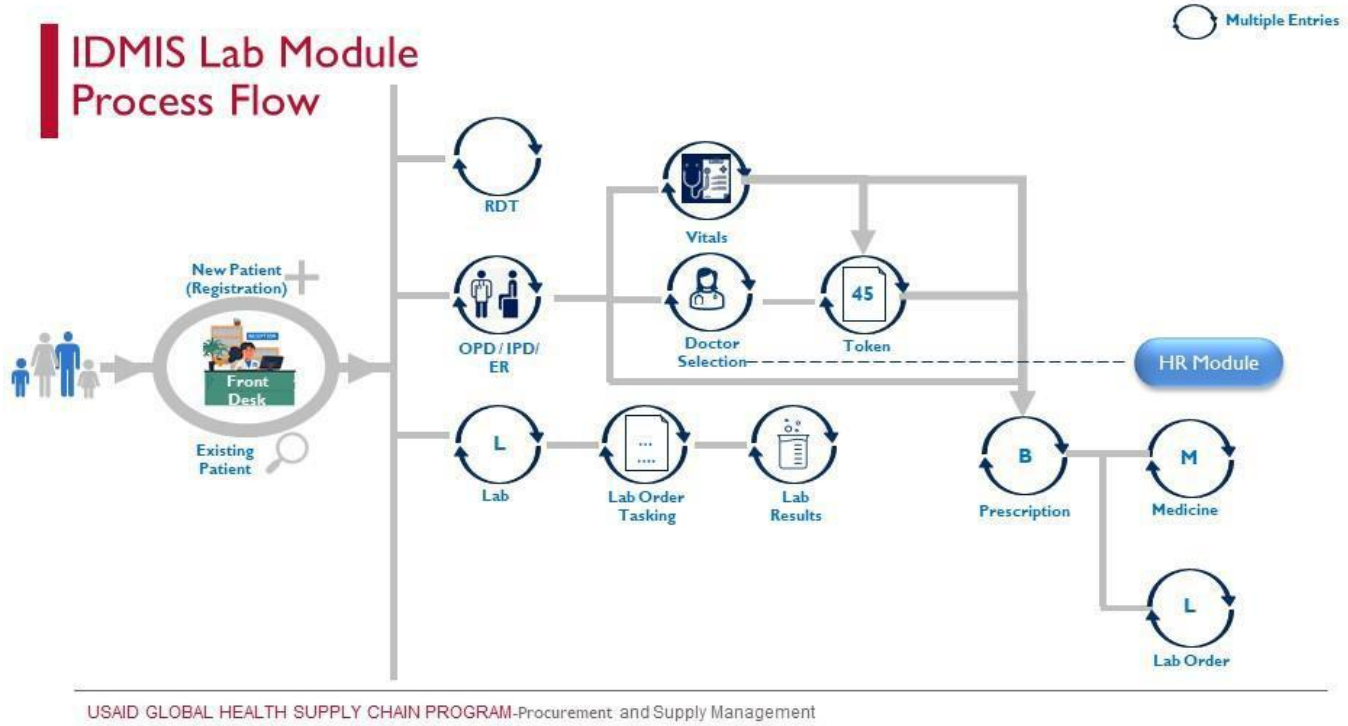 Multiple Entries
IDMIS Lab Module
Process Flow
RDT
Vitals
New Patient
(Registration)
RECEPTION
Front
Desk
Existing
Patient
OPD / IPD/
ER
Doctor
Selection
45
Token
HR Module
L
Lab
...
....
Lab Order
Tasking
Lab
Results
B
Prescription
M
Medicine
L
Lab Order
USAID GLOBAL HEALTH SUPPLY CHAIN PROGRAM-Procurement and Supply Management